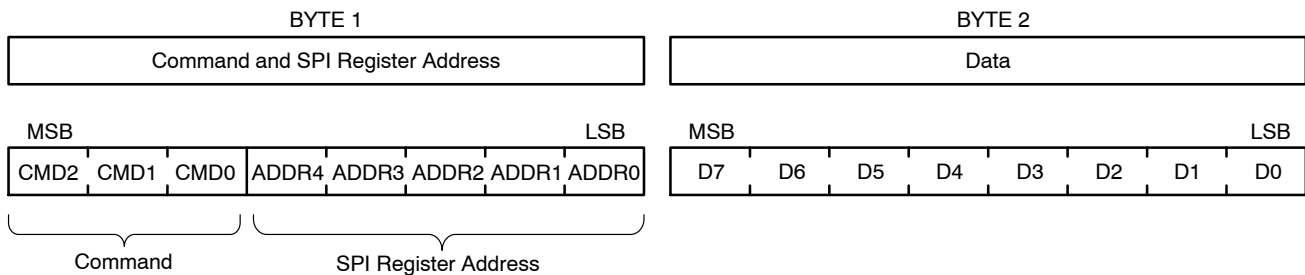 BYTE 1 BYTE 2
Command and SPI Register Address Data
MSB LSB MSB LSB
CMD2 CMD1 CMD0 ADDR4 ADDR3 ADDR2 ADDR1 ADDR0 D7 D6 D5 D4 D3 D2 D1 D0
Command SPI Register Address